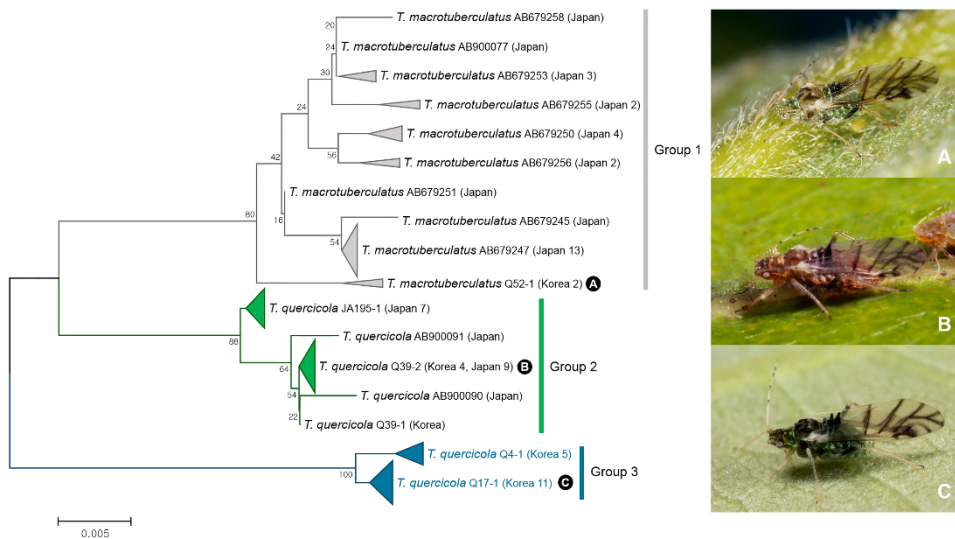 20
T. macrotuberculatus AB679258 (Japan)
24
T. macrotuberculatus AB900077 (Japan)
30
T. macrotuberculatus AB679253 (Japan 3)
T. macrotuberculatus AB679255 (Japan 2)
24
T. macrotuberculatus AB679250 (Japan 4)
56
T. macrotuberculatus AB679256 (Japan 2)
Group 1
42
T. macrotuberculatus AB679251 (Japan)
16
80
T. macrotuberculatus AB679245 (Japan)
54
T. macrotuberculatus AB679247 (Japan 13)
T. macrotuberculatus Q52-1 (Korea 2) A
T. quercicola JA195-1 (Japan 7)
88
T. quercicola AB900091 (Japan)
64
T. quercicola Q39-2 (Korea 4, Japan 9) B
Group 2
54
T. quercicola AB900090 (Japan)
22
T. quercicola Q39-1 (Korea)
T. quercicola Q4-1 (Korea 5)
100
Group 3
T. quercicola Q17-1 (Korea 11) C
0.005
A
B
C